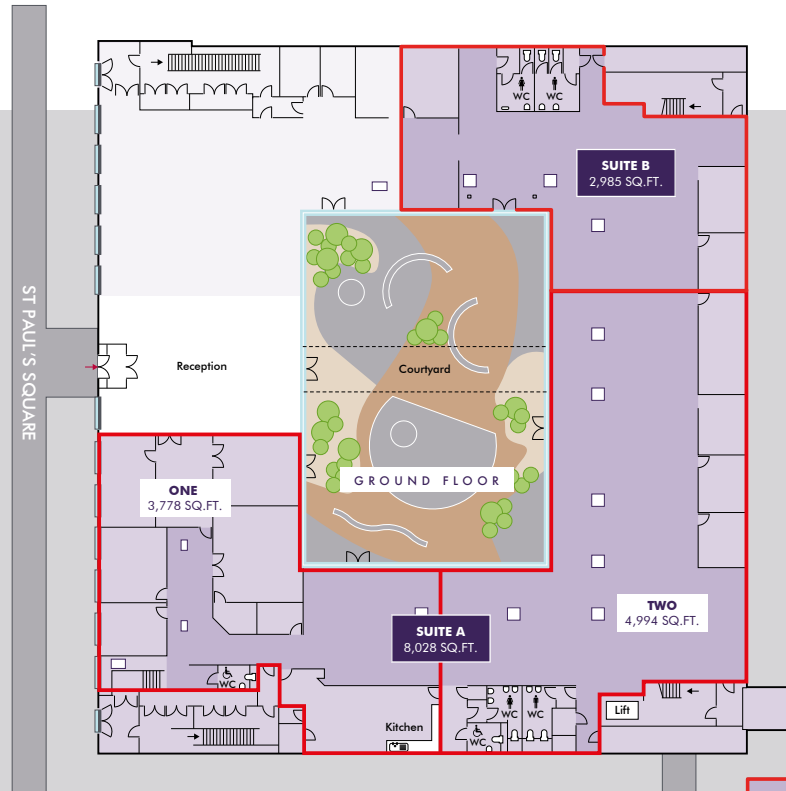 WC
WC
SUITE B
2,985 SQ.FT.
ST PAUL'S SQUARE
Reception
Courtyard
GROUND FLOOR
ONE
3,778 SQ.FT.
TWO
4,994 SQ.FT.
SUITE A
8,028 SQ.FT.
WC
WC
WC
Lift
Kitchen
WC